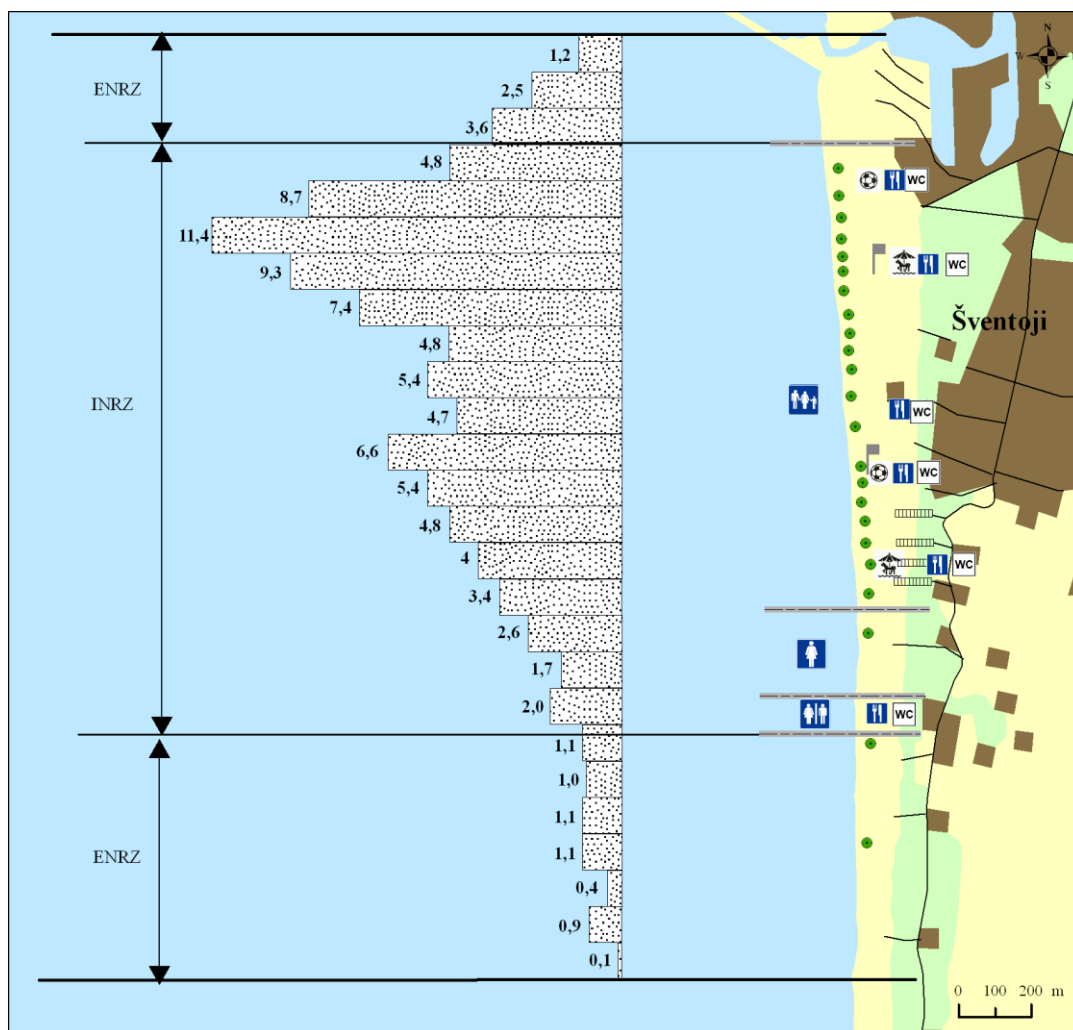 N
W
S
1,2
ENRZ
2,5
3,6
4,8
WC
8,7
11,4
WC
9,3
7,4
Šventoji
4,8
5,4
INRZ
4,7
WC
6,6
WC
5,4
4,8
4
WC
3,4
2,6
1,7
2,0
WC
1,1
1,0
1,1
1,1
ENRZ
0,4
0,9
0,1
0 100 200 m